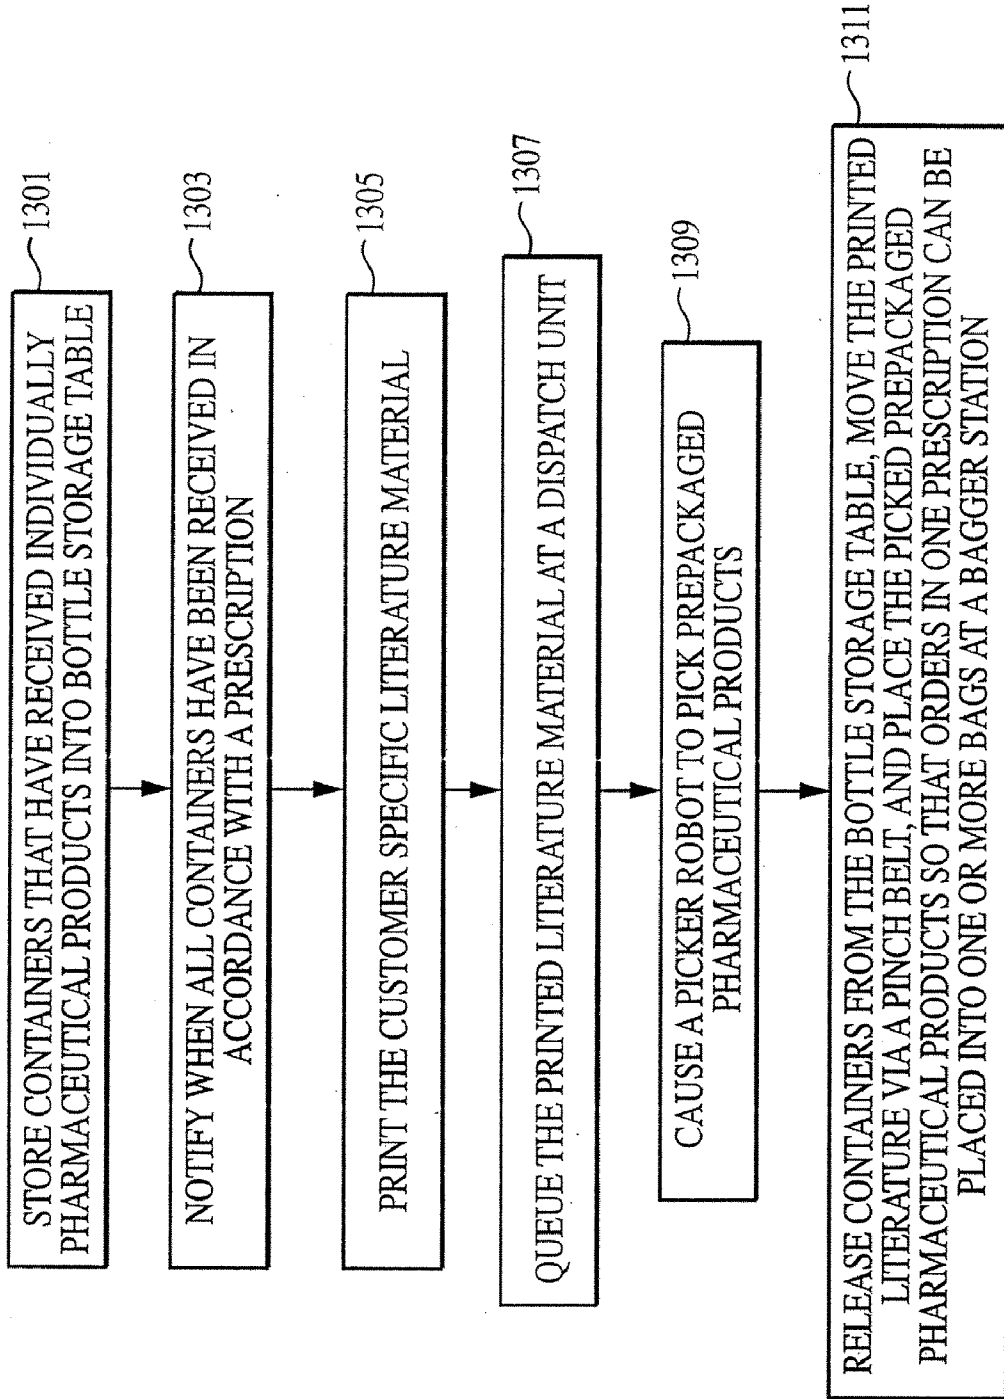 STORE CONTAINERS THAT HAVE RECEIVED INDIVIDUALLY
PHARMACEUTICAL PRODUCTS INTO BOTTLE STORAGE TABLE
1301
NOTIFY WHEN ALL CONTAINERS HAVE BEEN RECEIVED IN
ACCORDANCE WITH A PRESCRIPTION
1303
PRINT THE CUSTOMER SPECIFIC LITERATURE MATERIAL
1305
QUEUE THE PRINTED LITERATURE MATERIAL AT A DISPATCH UNIT
1307
CAUSE A PICKER ROBOT TO PICK PREPACKAGED
PHARMACEUTICAL PRODUCTS
1309
RELEASE CONTAINERS FROM THE BOTTLE STORAGE TABLE, MOVE THE PRINTED
LITERATURE VIA A PINCH BELT, AND PLACE THE PICKED PREPACKAGED
PHARMACEUTICAL PRODUCTS SO THAT ORDERS IN ONE PRESCRIPTION CAN BE
PLACED INTO ONE OR MORE BAGS AT A BAGGER STATION
1311